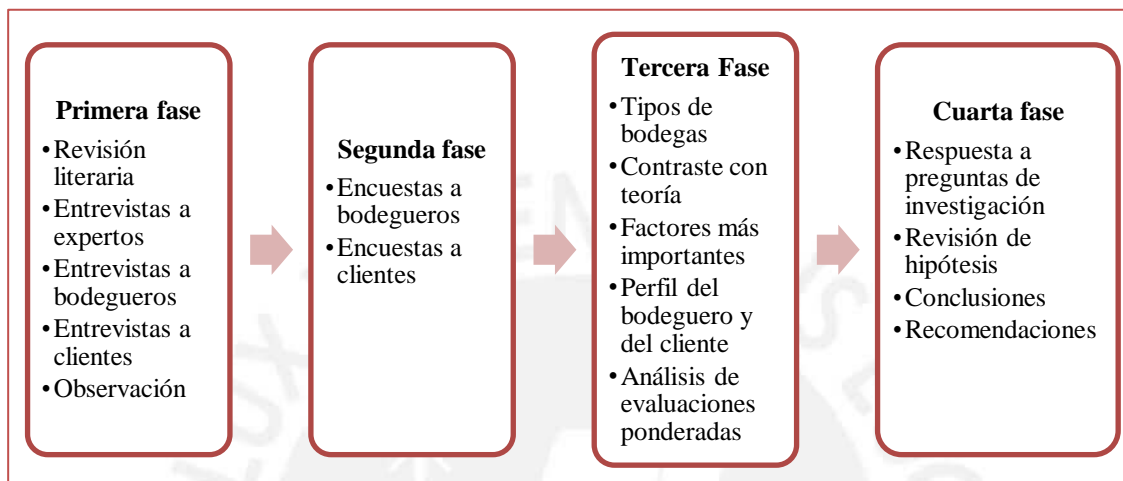 Primera fase
•Revisión
literaria
•Entrevistas a
expertos
•Entrevistas a
bodegueros
•Entrevistas a
clientes
•Observación
Segunda fase
•Encuestas a
bodegueros
•Encuestas a
clientes
Tercera Fase
•Tipos de
bodegas
•Contraste con
teoría
•Factores más
importantes
•Perfil del
bodeguero y
del cliente
•Análisis de
evaluaciones
ponderadas
Cuarta fase
•Respuesta a
preguntas de
investigación
•Revisión de
hipótesis
•Conclusiones
•Recomendaciones